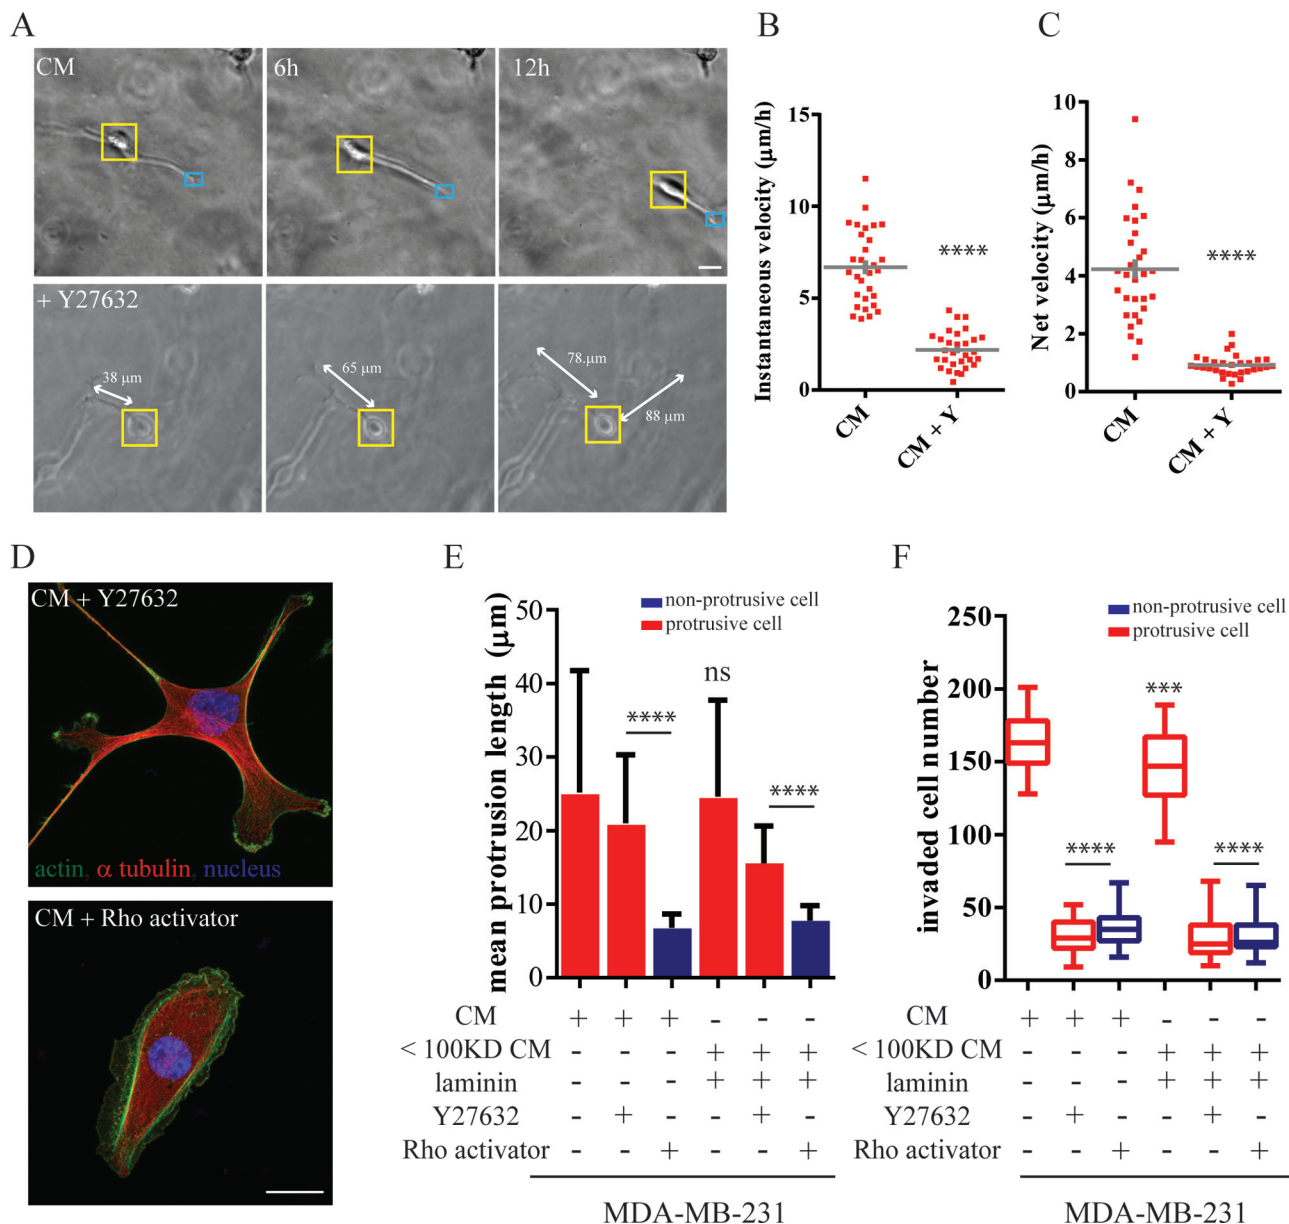 A
CM
6h
12h
+ Y27632
38 μm
65 μm
78.μm
88 μm
B
Instantaneous velocity (μm/h)
15
10
5
0
CM
CM + Y
****
C
Net velocity (μm/h)
10
8
6
4
2
0
CM
CM + Y
****
D
CM + Y27632
actin, α tubulin, nucleus
CM + Rho activator
E
non-protrusive cell
protrusive cell
mean protrusion length (μm)
50
40
30
20
10
0
****
ns
****
CM + + + - - -
< 100KD CM - - - + + +
laminin - - - + + +
Y27632 - + - - + -
Rho activator - - + - - +
MDA-MB-231
F
non-protrusive cell
protrusive cell
invaded cell number
250
200
150
100
50
0
****
***
****
CM + + + - - -
< 100KD CM - - - + + +
laminin - - - + + +
Y27632 - + - - + -
Rho activator - - + - - +
MDA-MB-231